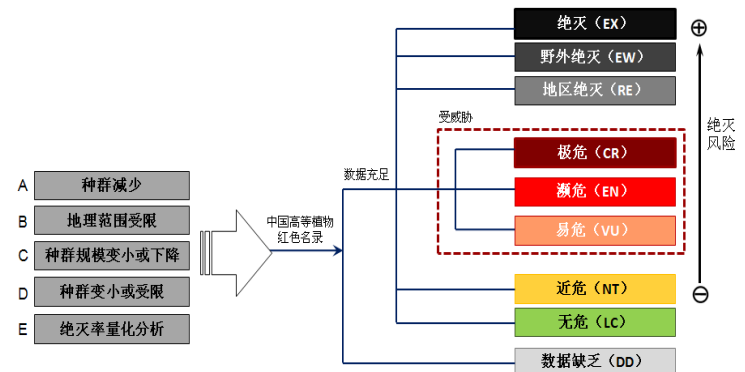 A 种群减少
B 地理范围受限
C 种群规模变小或下降
D 种群变小或受限
E 绝灭率量化分析
中国高等植物
红色名录
数据充足
绝灭（EX）
野外绝灭（EW）
地区绝灭（RE）
受威胁
极危（CR）
濒危（EN）
易危（VU）
近危（NT）
无危（LC）
数据缺乏（DD）
⊕
绝灭
风险
⊖